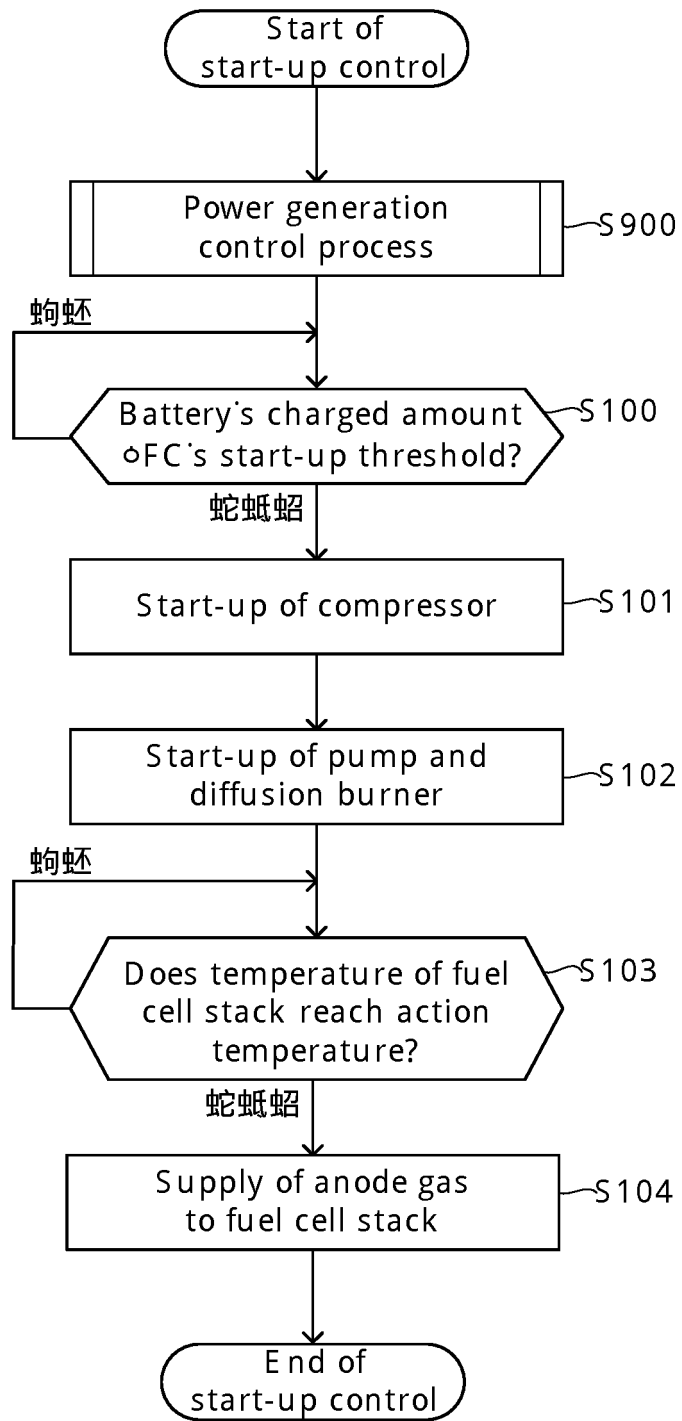 Start of
start-up control
Power generation
control process
S900
蚼蚽
Battery's charged amount
S100
FC's start-up threshold?
蛇蚔蛁
Start-up of compressor
S101
Start-up of pump and
diffusion burner
S102
蚼蚽
Does temperature of fuel
S103
cell stack reach action
temperature?
蛇蚔蛁
Supply of anode gas
to fuel cell stack
S104
End of
start-up control